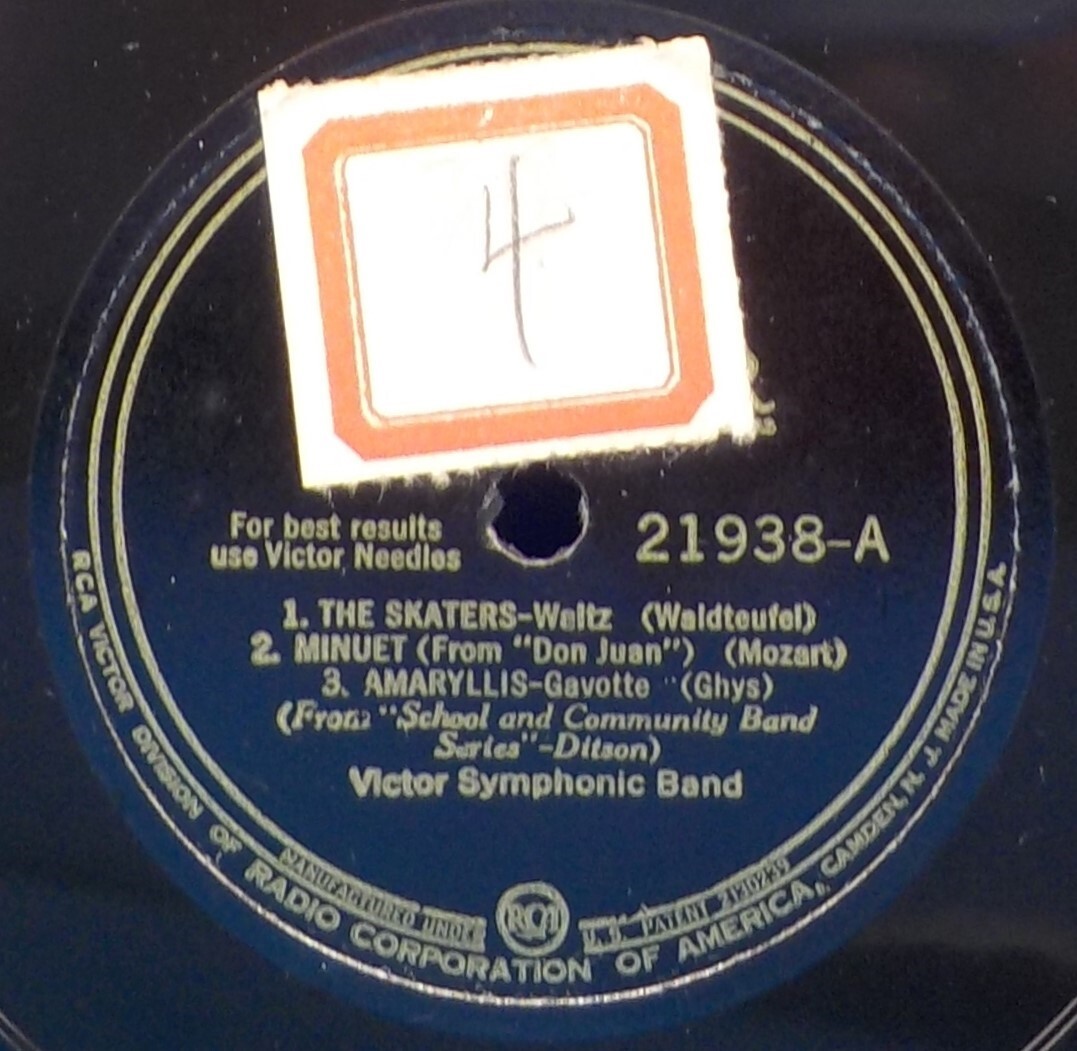 4
For best results
use Victor Needles
21938-A
1. THE SKATERS-Waltz (Waldteufel)
2. MINUET (From "Don Juan") (Mozart)
3. AMARYLLIS-Gavotte (Ghys)
(From "School and Community Band
Series"-Ditson)
Victor Symphonic Band
MANUFACTURED UNDER RCA U.S. PATENT 2130239
RCA VICTOR DIVISION OF RADIO CORPORATION OF AMERICA, CAMDEN, N. J. MADE IN U.S.A.